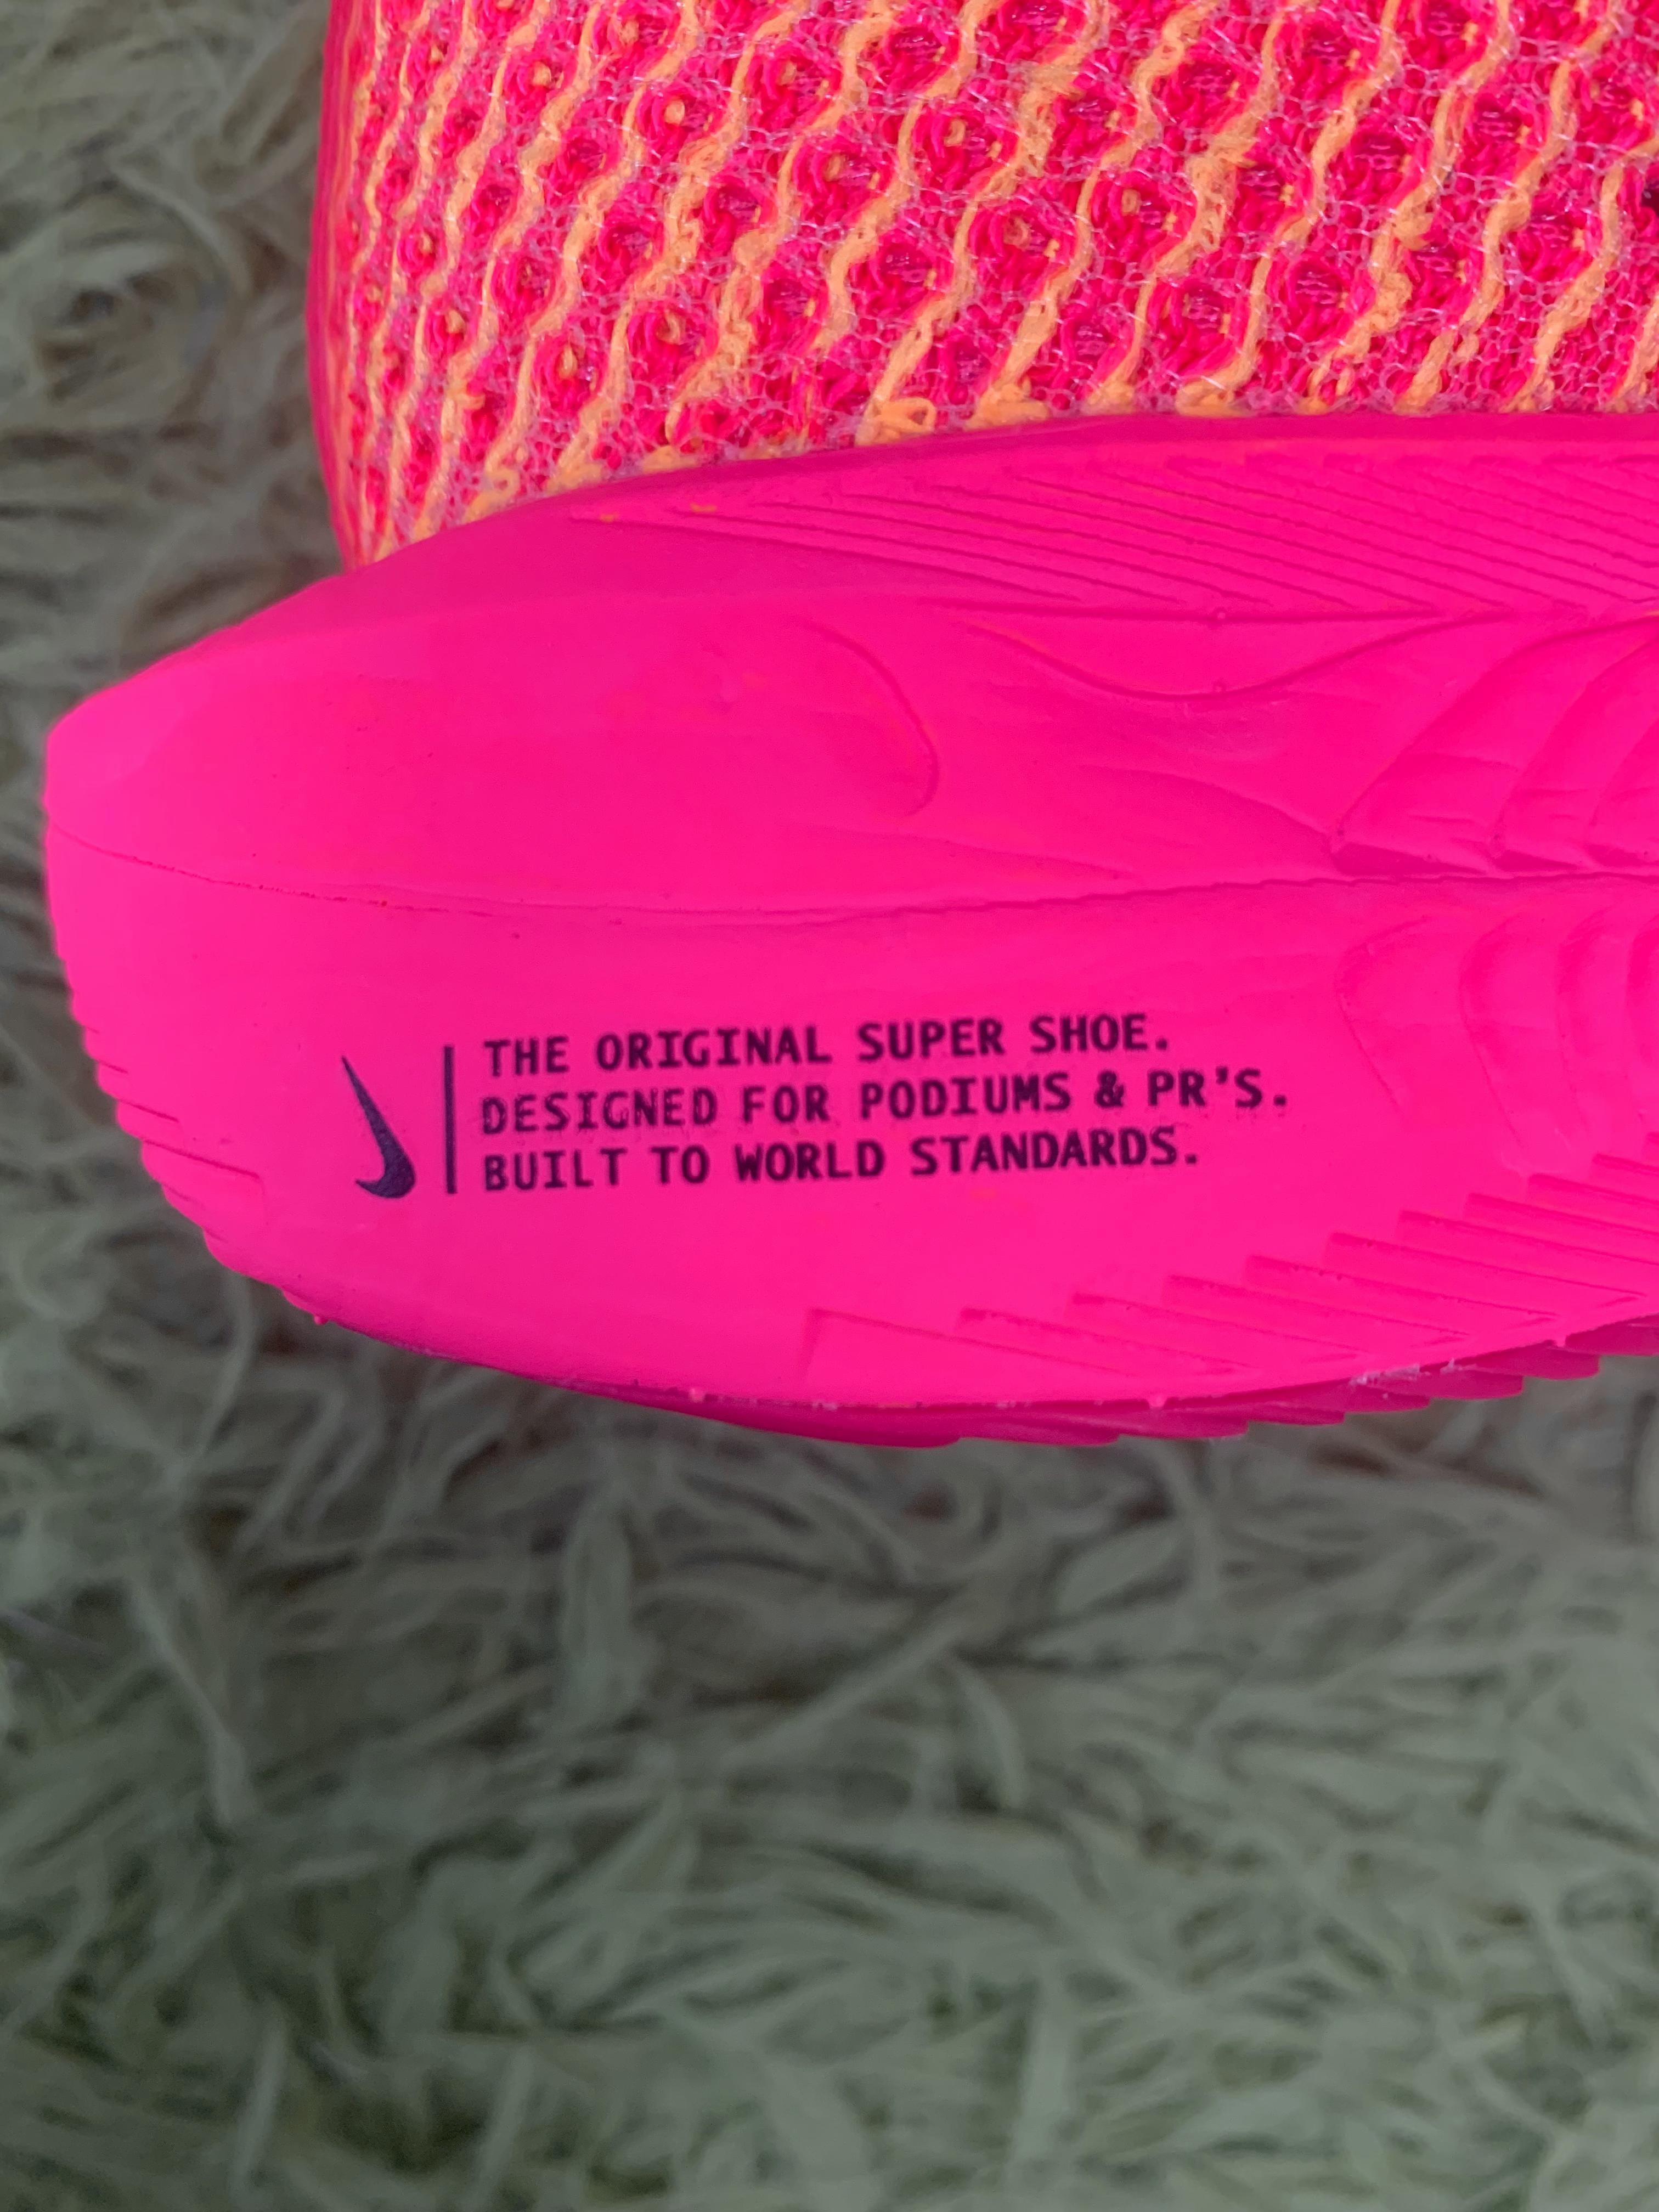 THE ORIGINAL SUPER SHOE.
DESIGNED FOR PODIUMS & PR'S.
BUILT TO WORLD STANDARDS.